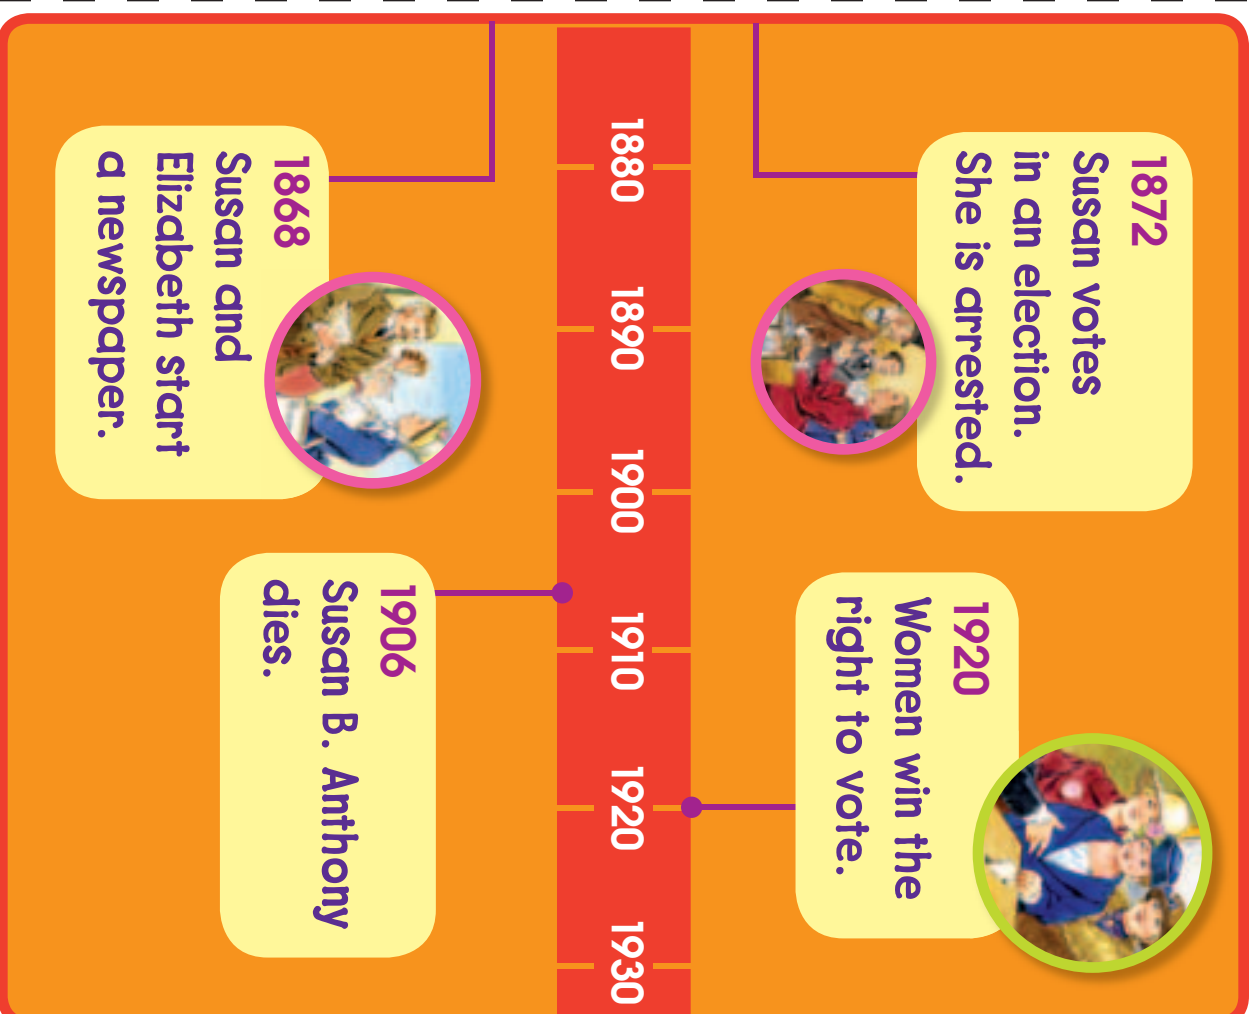 1872
Susan votes
in an election.
She is arrested.
1920
Women win the
right to vote.
1880
1890
1900
1910
1920
1930
1868
Susan and
Elizabeth start
a newspaper.
1906
Susan B. Anthony
dies.